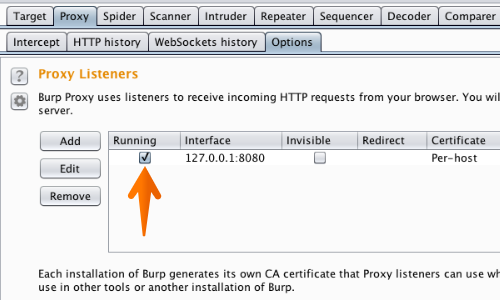 Target Proxy Spider Scanner Intruder Repeater Sequencer Decoder Comparer
Intercept HTTP history WebSockets history Options
? Proxy Listeners
Burp Proxy uses listeners to receive incoming HTTP requests from your browser. You will
server.
Add Running Interface Invisible Redirect Certificate
127.0.0.1:8080 Per-host
Edit
Remove
Each installation of Burp generates its own CA certificate that Proxy listeners can use
use in other tools or another installation of Burp.